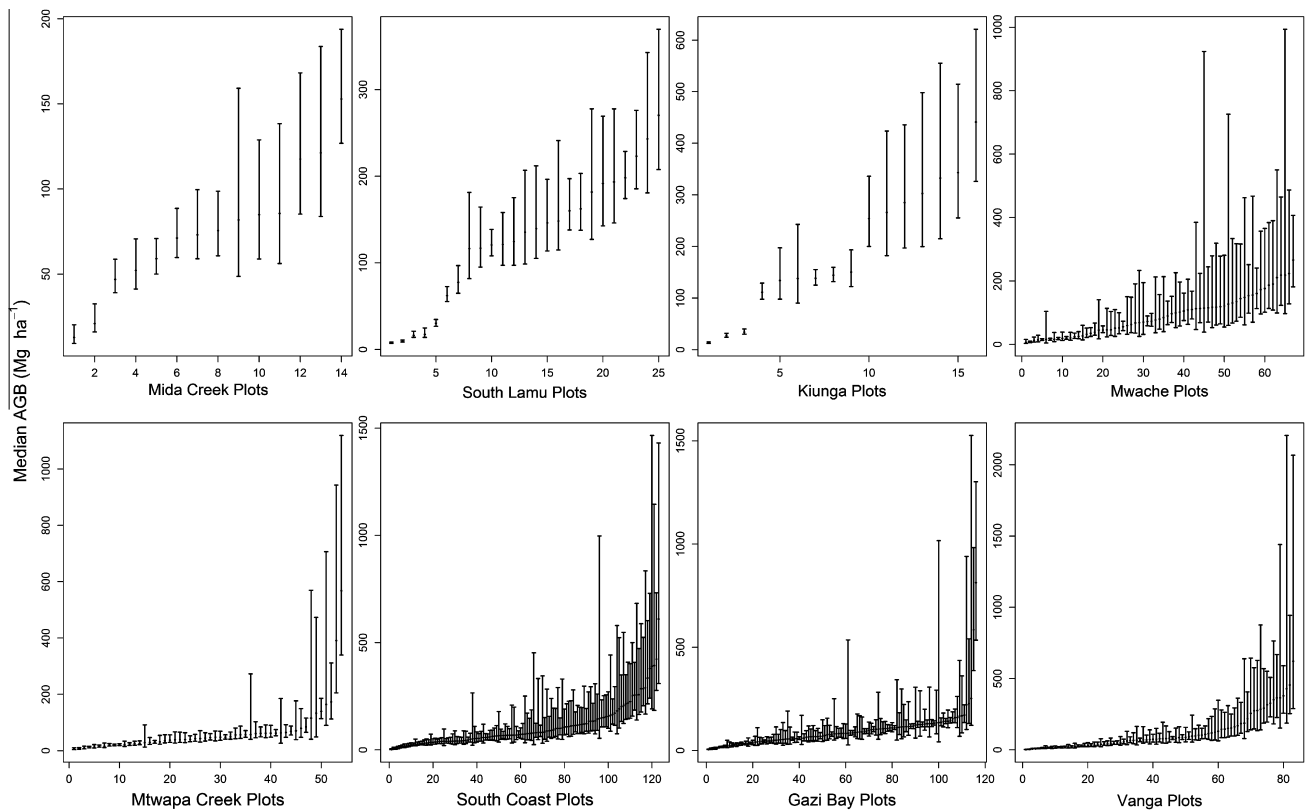 Median AGB (Mg ha⁻¹)
50 100 150 200
2 4 6 8 10 12 14
Mida Creek Plots
0 100 200 300
5 10 15 20 25
South Lamu Plots
0 100 200 300 400 500 600
5 10 15
Kiunga Plots
0 200 400 600 800 1000
0 10 20 30 40 50 60
Mwache Plots
0 200 400 600 800 1000
0 10 20 30 40 50
Mtwapa Creek Plots
0 500 1000 1500
0 20 40 60 80 100 120
South Coast Plots
0 500 1000 1500
0 20 40 60 80 100 120
Gazi Bay Plots
0 500 1000 1500 2000
0 20 40 60 80
Vanga Plots